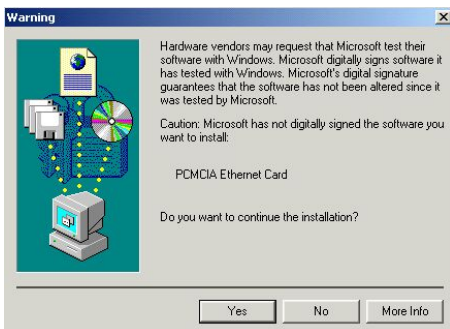 Warning
Hardware vendors may request that Microsoft test their
software with Windows. Microsoft digitally signs software it
has tested with Windows. Microsoft's digital signature
guarantees that the software has not been altered since it
was tested by Microsoft.
Caution: Microsoft has not digitally signed the software you
want to install:
PCMCIA Ethernet Card
Do you want to continue the installation?
Yes No More Info